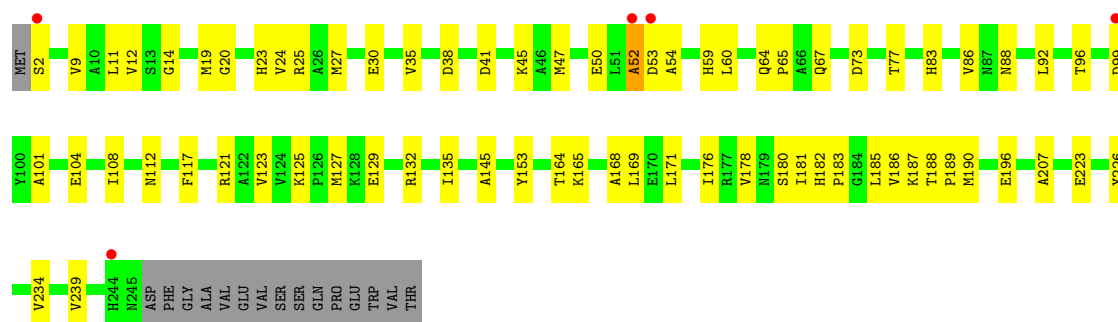 MET S2 V9 A10 L11 V12 S13 G14 M19 G20 H23 V24 R25 A26 M27 E30 V35 D38 D41 K45 A46 M47 E50 L51 A52 D53 A54 H59 L60 Q64 P65 A66 Q67 D73 T77 H83 V86 N87 N88 L92 T96 D99
Y100 A101 E104 I108 N112 F117 R121 A122 V123 V124 K125 P126 M127 K128 E129 R132 I135 A145 Y153 T164 K165 A168 L169 E170 L171 I176 R177 V178 N179 S180 I181 H182 P183 G184 L185 V186 K187 T188 P189 M190 E196 A207 E223
V234 V239 H244 N245 ASP PHE GLY ALA VAL GLU VAL SER SER GLN PRO GLU TRP VAL THR